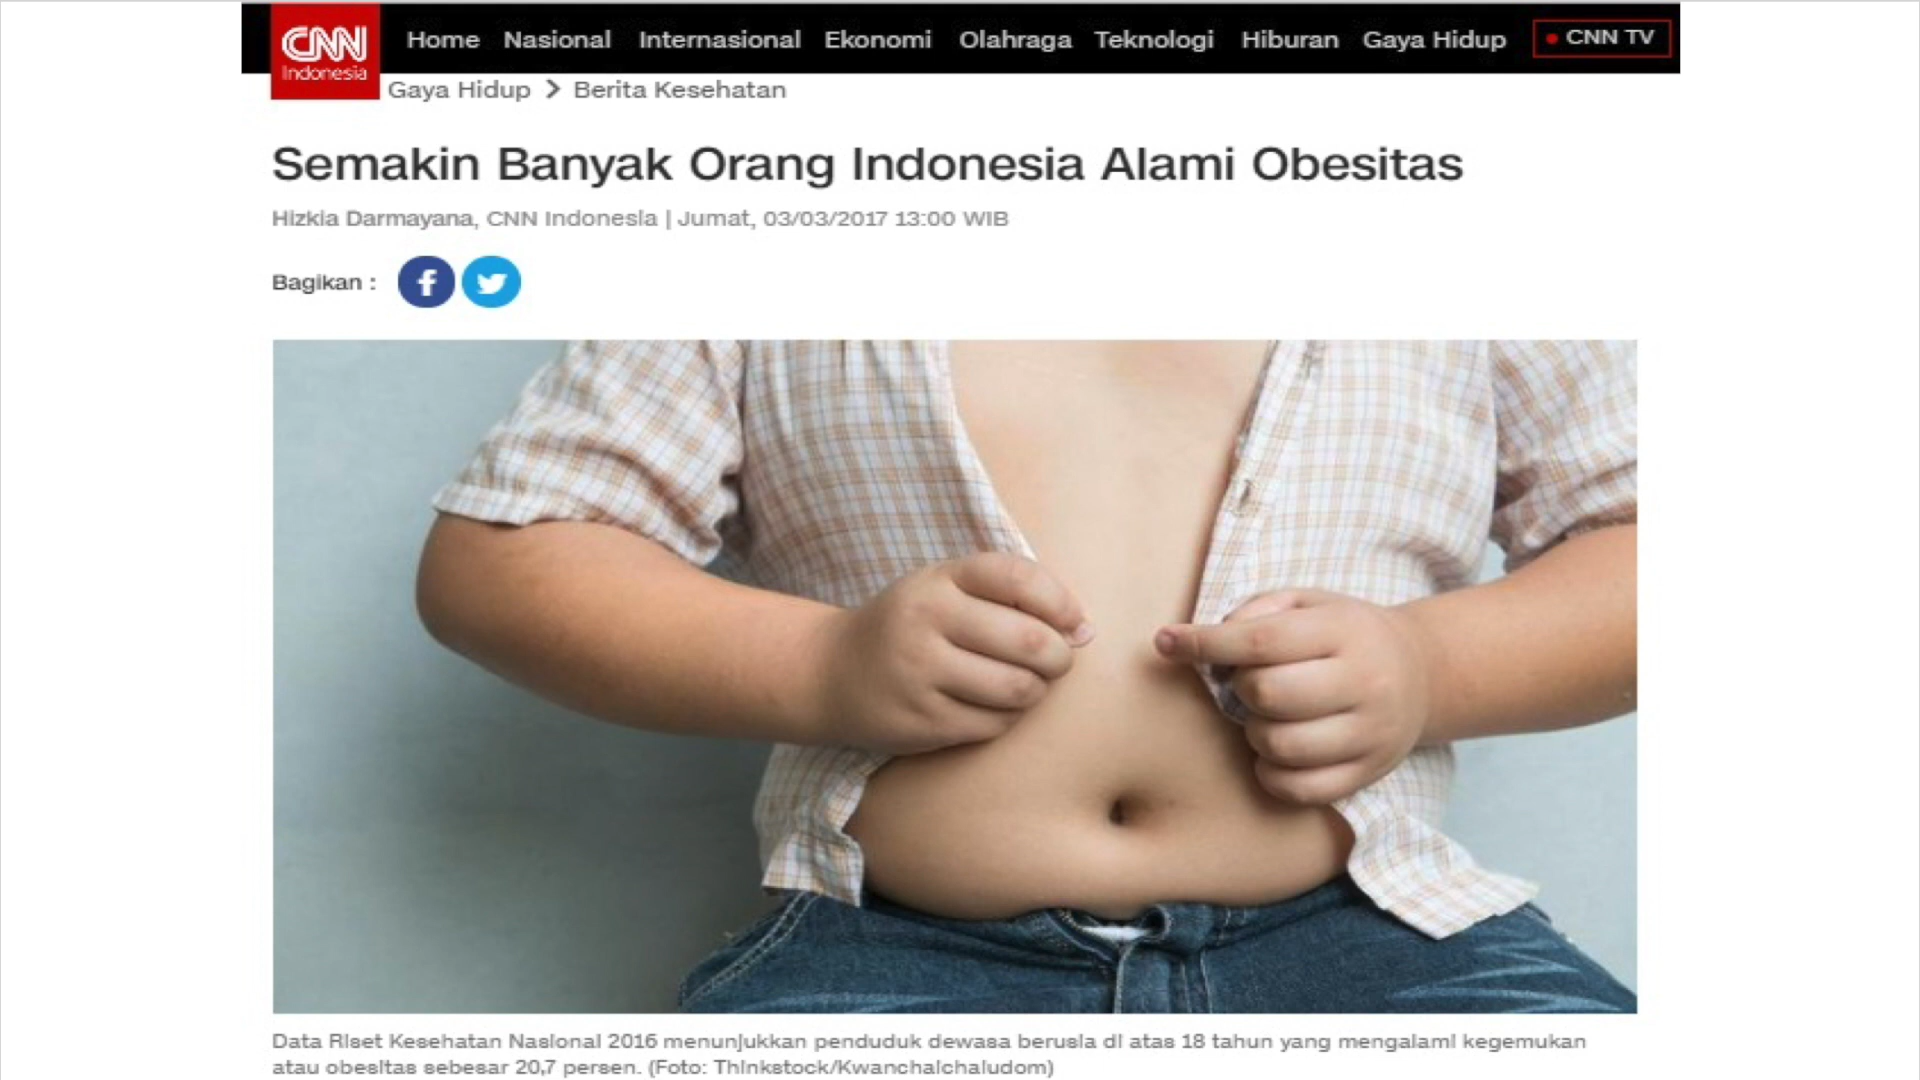 CNN Indonesia
Home Nasional Internasional Ekonomi Olahraga Teknologi Hiburan Gaya Hidup CNN TV
Gaya Hidup > Berita Kesehatan
Semakin Banyak Orang Indonesia Alami Obesitas
Hizkia Darmayana, CNN Indonesia | Jumat, 03/03/2017 13:00 WIB
Bagikan :
Data Riset Kesehatan Nasional 2016 menunjukkan penduduk dewasa berusia di atas 18 tahun yang mengalami kegemukan
atau obesitas sebesar 20,7 persen. (Foto: Thinkstock/Kwanchaichaludom)